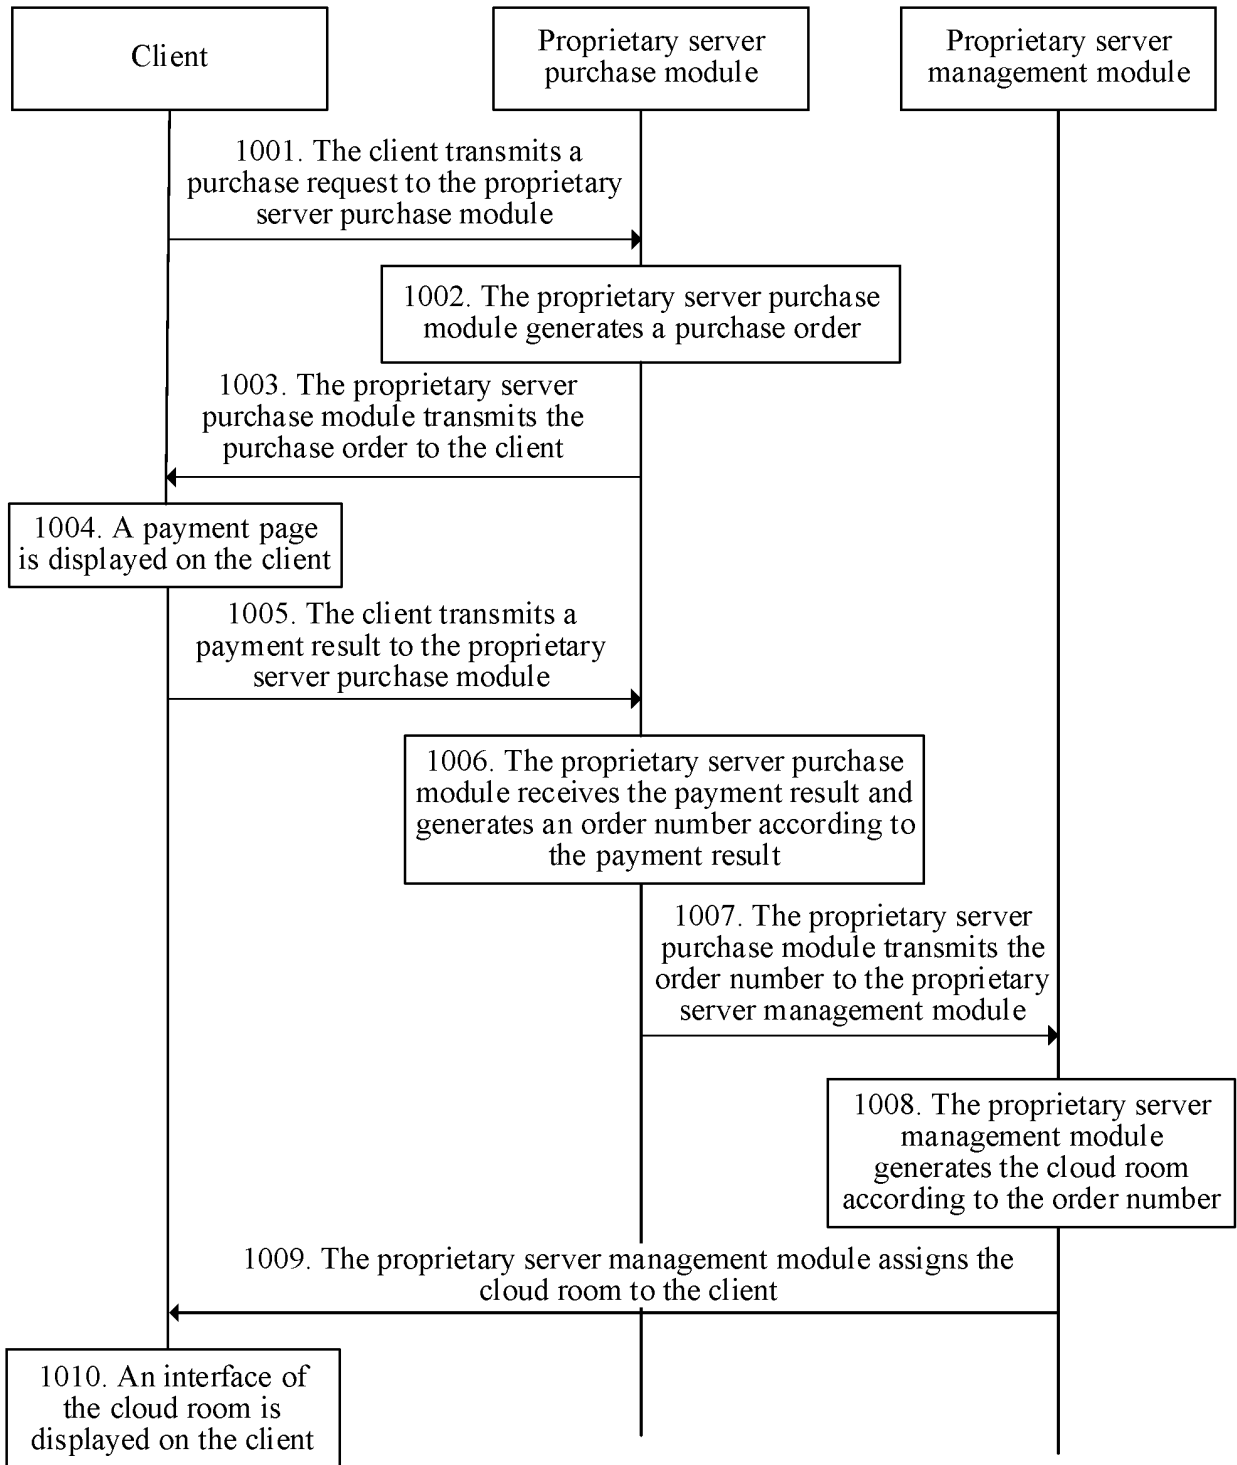 Client
Proprietary server
purchase module
Proprietary server
management module
1001. The client transmits a
purchase request to the proprietary
server purchase module
1002. The proprietary server purchase
module generates a purchase order
1003. The proprietary server
purchase module transmits the
purchase order to the client
1004. A payment page
is displayed on the client
1005. The client transmits a
payment result to the proprietary
server purchase module
1006. The proprietary server purchase
module receives the payment result and
generates an order number according to
the payment result
1007. The proprietary server
purchase module transmits the
order number to the proprietary
server management module
1008. The proprietary server
management module
generates the cloud room
according to the order number
1009. The proprietary server management module assigns the
cloud room to the client
1010. An interface of
the cloud room is
displayed on the client